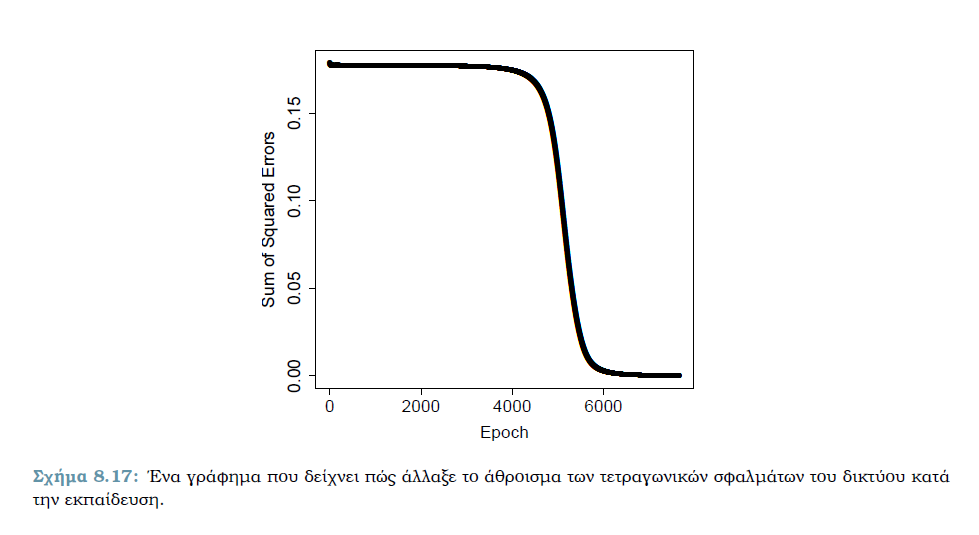 0.15
0.10
0.05
0.00
Sum of Squared Errors
0 2000 4000 6000
Epoch
Σχήμα 8.17: Ένα γράφημα που δείχνει πώς άλλαξε το άθροισμα των τετραγωνικών σφαλμάτων του δικτύου κατά
την εκπαίδευση.